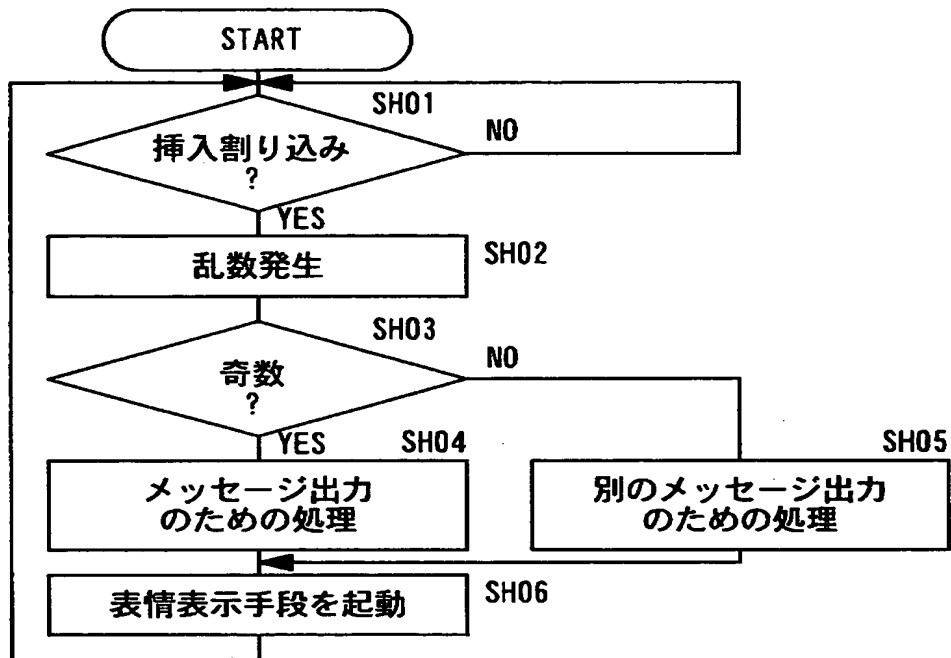 START
SH01
挿入割り込み
?
NO
YES
乱数発生
SH02
SH03
奇数
?
NO
YES
SH04
メッセージ出力
のための処理
SH05
別のメッセージ出力
のための処理
表情表示手段を起動
SH06